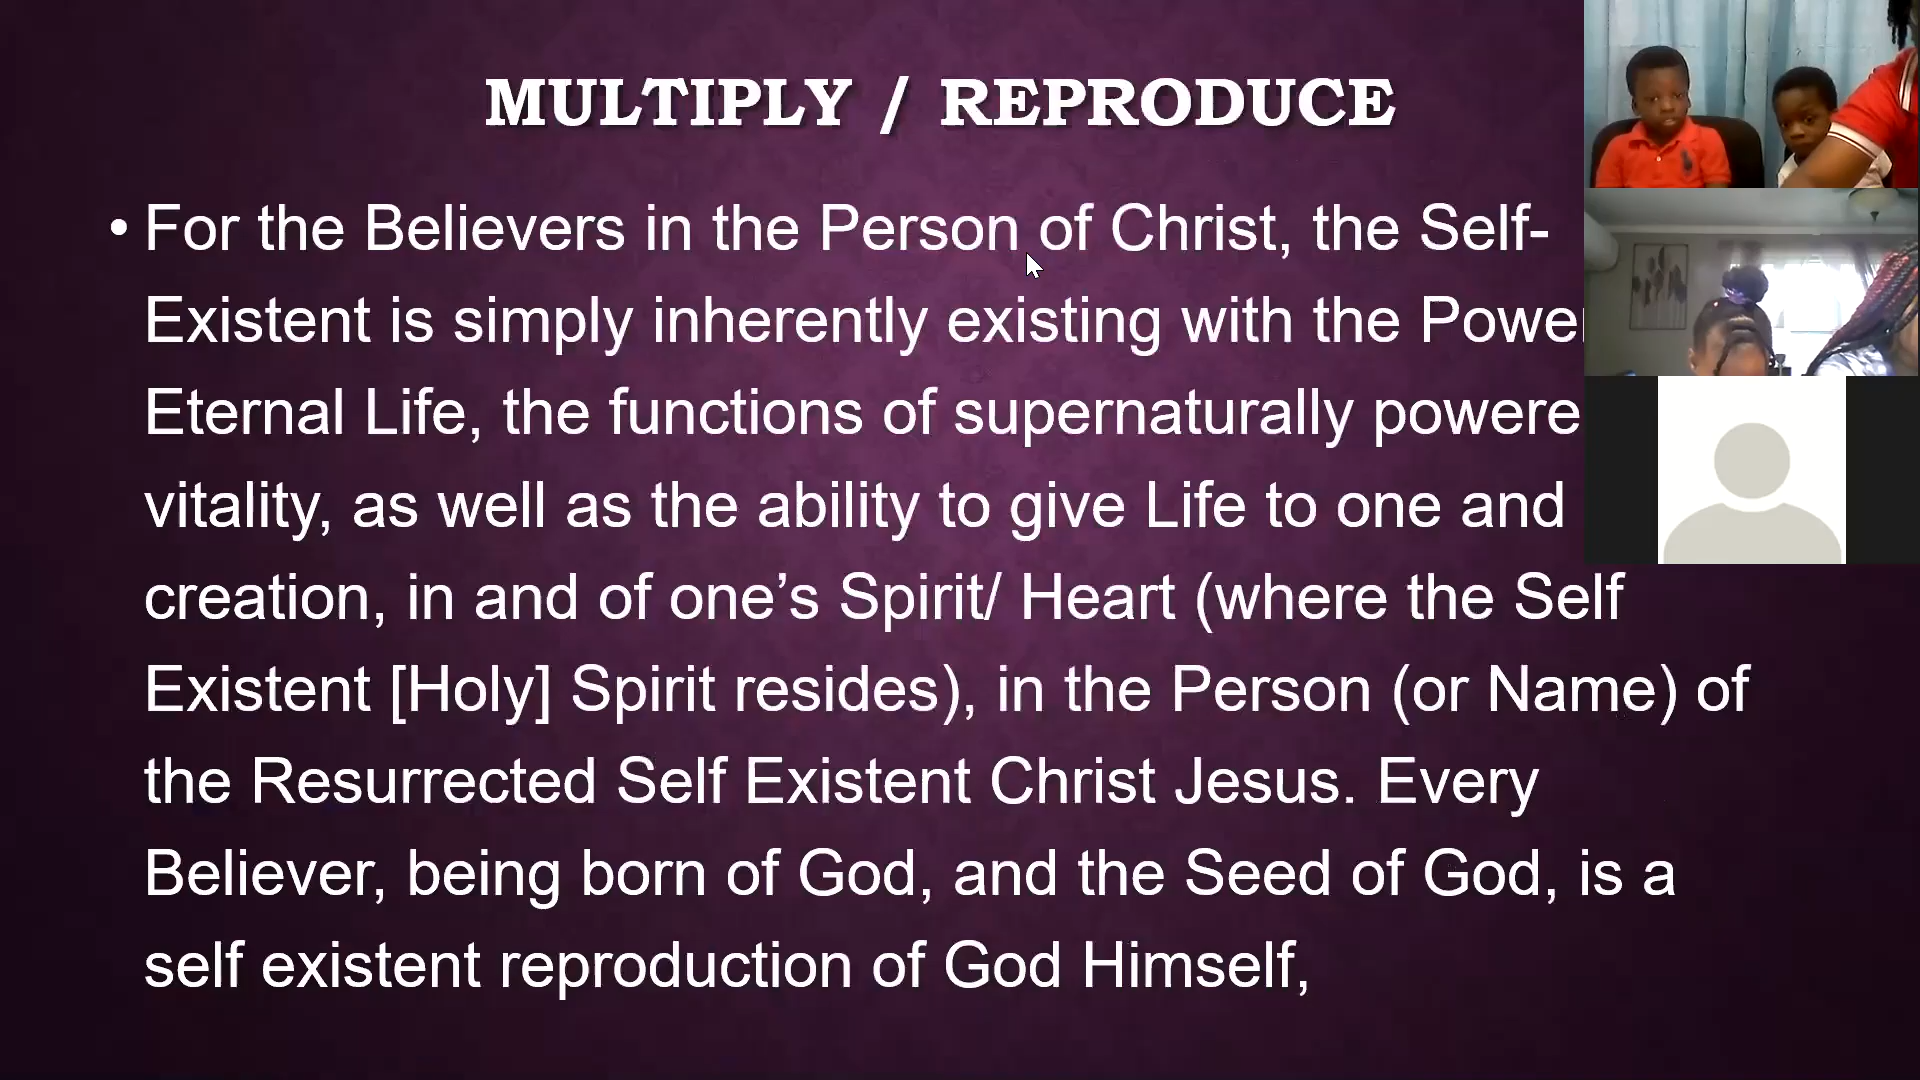 MULTIPLY / REPRODUCE
• For the Believers in the Person of Christ, the Self-
Existent is simply inherently existing with the
Eternal Life, the functions of supernaturally
vitality, as well as the ability to give Life to one and
creation, in and of one’s Spirit/ Heart (where the Self
Existent [Holy] Spirit resides), in the Person (or Name) of
the Resurrected Self Existent Christ Jesus. Every
Believer, being born of God, and the Seed of God, is a
self existent reproduction of God Himself,